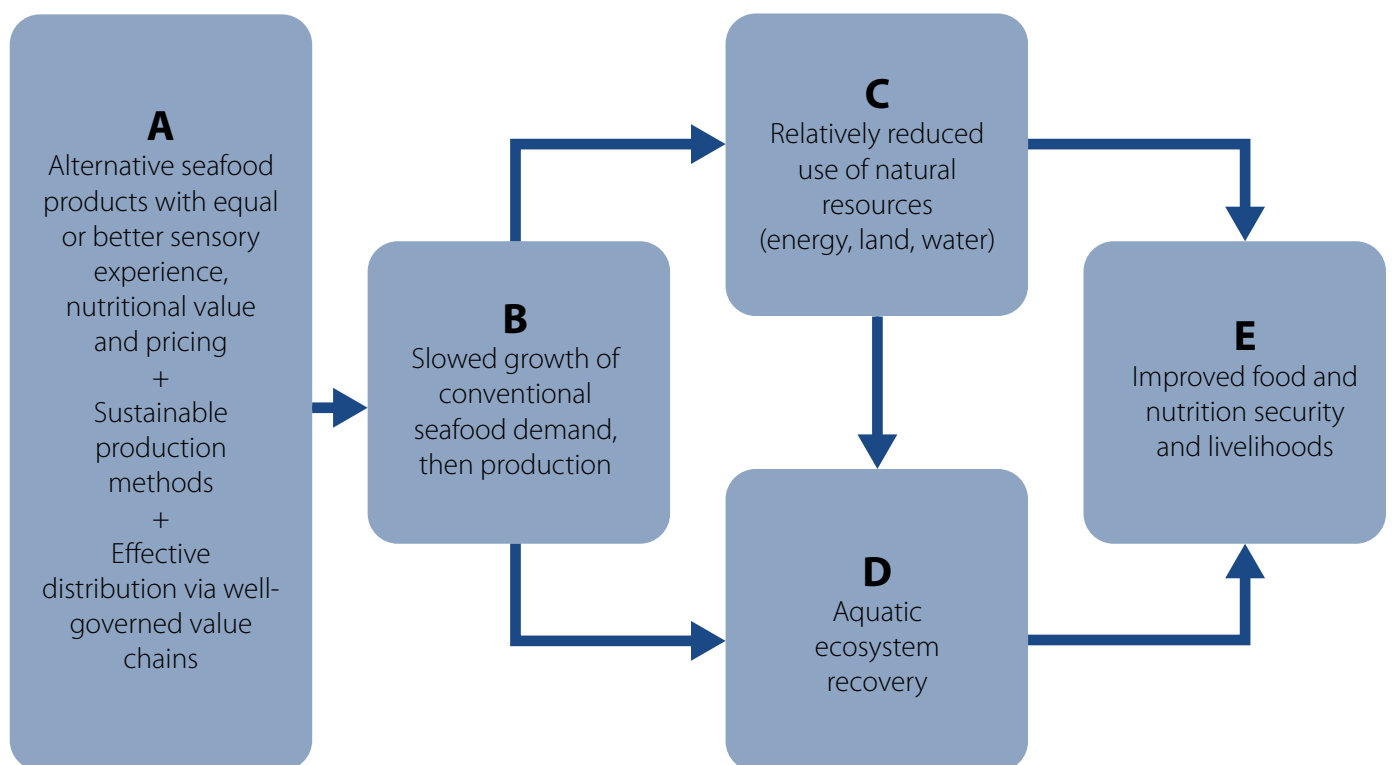 A
Alternative seafood
products with equal
or better sensory
experience,
nutritional value
and pricing
+
Sustainable
production
methods
+
Effective
distribution via well-
governed value
chains
B
Slowed growth of
conventional
seafood demand,
then production
C
Relatively reduced
use of natural
resources
(energy, land, water)
D
Aquatic
ecosystem
recovery
E
Improved food and
nutrition security
and livelihoods